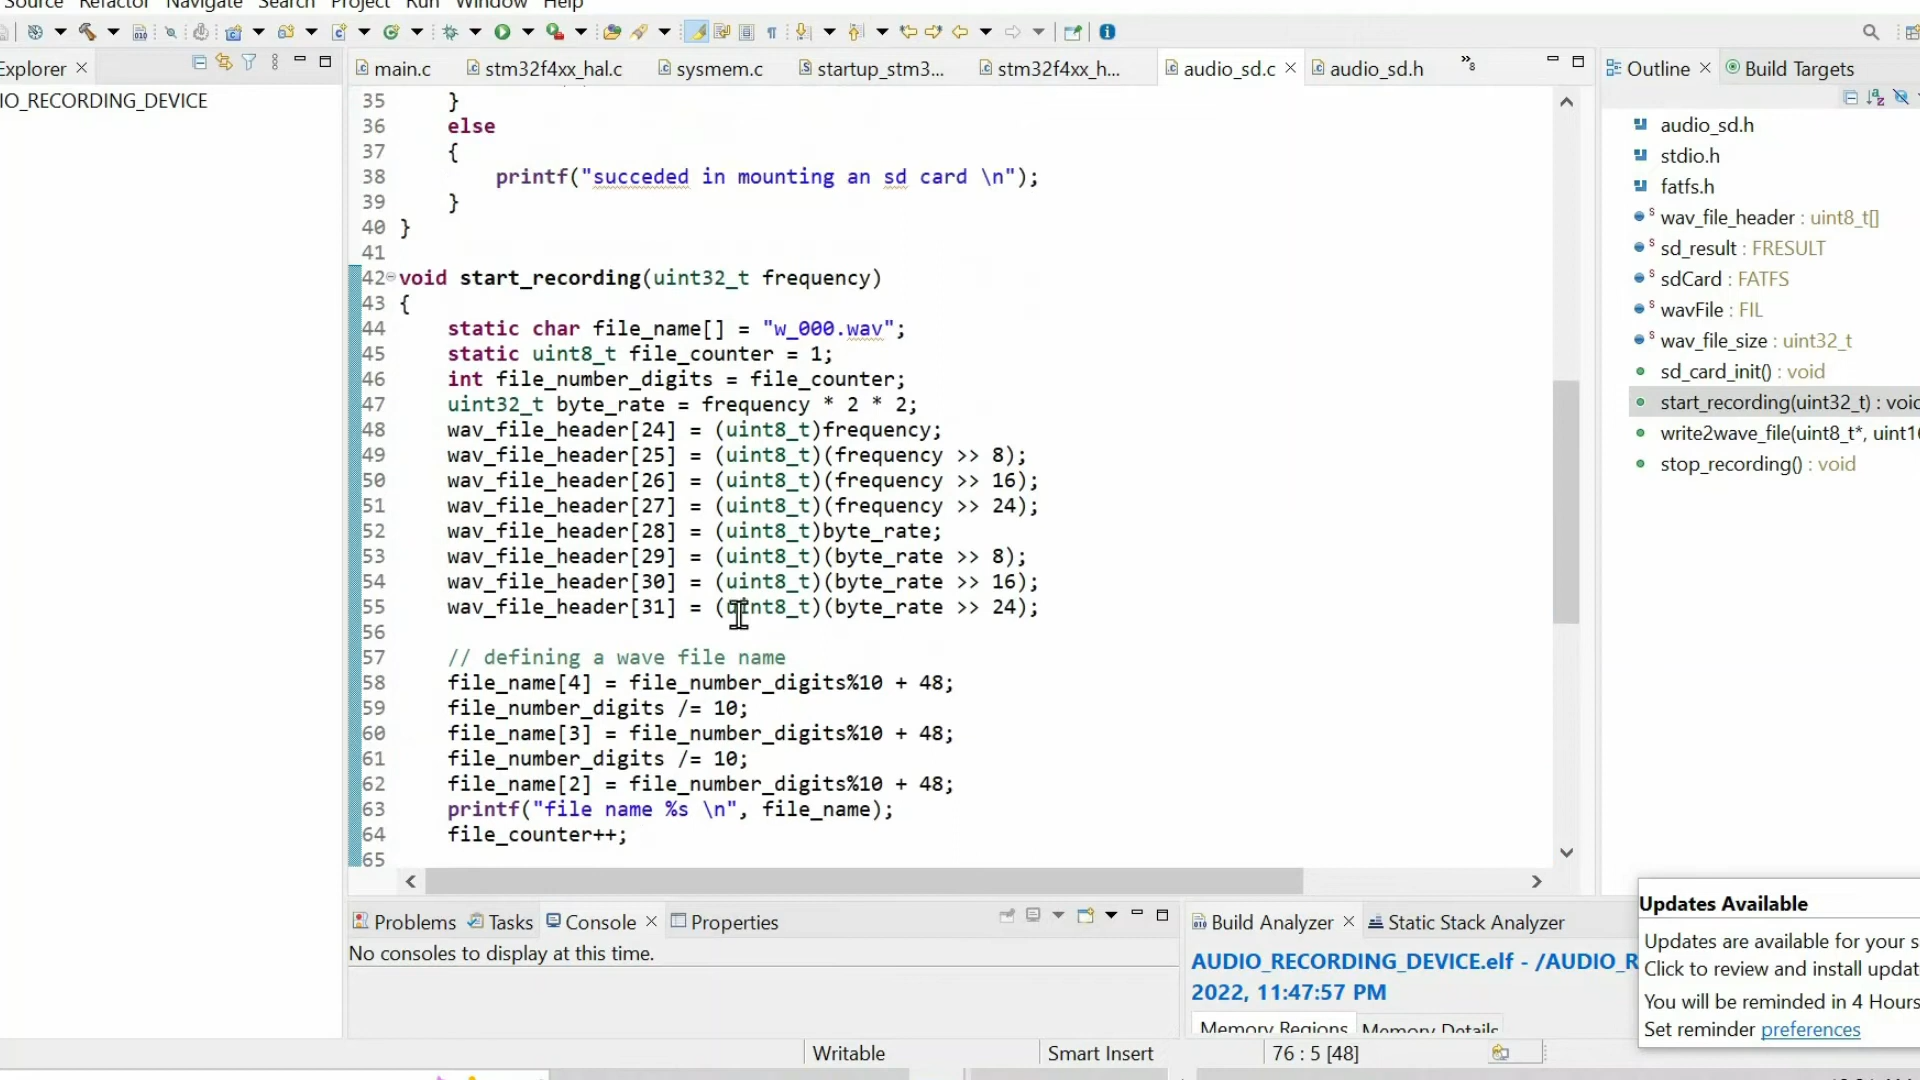 Source Refactor Navigate Search Project Run Window Help
Explorer
main.c stm32f4xx_hal.c sysmem.c startup_stm3... stm32f4xx_h... audio_sd.c audio_sd.h »8
Outline Build Targets
IO_RECORDING_DEVICE
35 }
36 else
37 {
38 printf("succeded in mounting an sd card \n");
39 }
40 }
41
42 void start_recording(uint32_t frequency)
43 {
44 static char file_name[] = "w_000.wav";
45 static uint8_t file_counter = 1;
46 int file_number_digits = file_counter;
47 uint32_t byte_rate = frequency * 2 * 2;
48 wav_file_header[24] = (uint8_t)frequency;
49 wav_file_header[25] = (uint8_t)(frequency >> 8);
50 wav_file_header[26] = (uint8_t)(frequency >> 16);
51 wav_file_header[27] = (uint8_t)(frequency >> 24);
52 wav_file_header[28] = (uint8_t)byte_rate;
53 wav_file_header[29] = (uint8_t)(byte_rate >> 8);
54 wav_file_header[30] = (uint8_t)(byte_rate >> 16);
55 wav_file_header[31] = (uint8_t)(byte_rate >> 24);
56
57 // defining a wave file name
58 file_name[4] = file_number_digits%10 + 48;
59 file_number_digits /= 10;
60 file_name[3] = file_number_digits%10 + 48;
61 file_number_digits /= 10;
62 file_name[2] = file_number_digits%10 + 48;
63 printf("file name %s \n", file_name);
64 file_counter++;
65
audio_sd.h
stdio.h
fatfs.h
wav_file_header : uint8_t[]
sd_result : FRESULT
sdCard : FATFS
wavFile : FIL
wav_file_size : uint32_t
sd_card_init() : void
start_recording(uint32_t) : void
write2wave_file(uint8_t*, uint16
stop_recording() : void
Problems Tasks Console Properties
No consoles to display at this time.
Build Analyzer Static Stack Analyzer
AUDIO_RECORDING_DEVICE.elf - /AUDIO_R
2022, 11:47:57 PM
Memory Regions Memory Details
Updates Available
Updates are available for your s
Click to review and install updat
You will be reminded in 4 Hours
Set reminder preferences
Writable Smart Insert 76 : 5 [48]